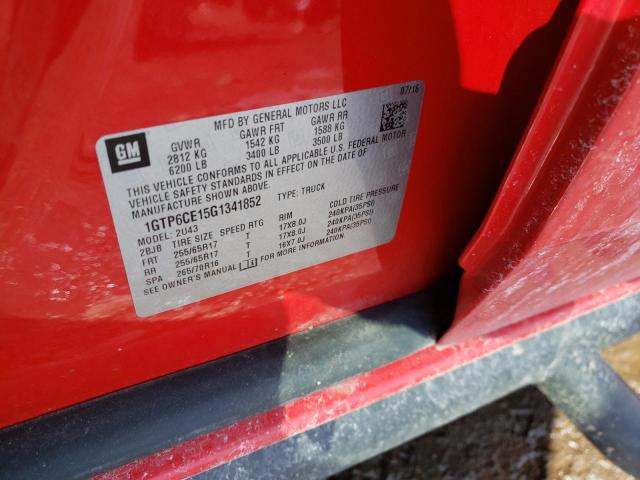 MFD BY GENERAL MOTORS LLC 07/16
GM
GVWR GAWR FRT GAWR RR
2812 KG 1542 KG 1588 KG
6200 LB 3400 LB 3500 LB
THIS VEHICLE CONFORMS TO ALL APPLICABLE U.S. FEDERAL MOTOR
VEHICLE SAFETY STANDARDS IN EFFECT ON THE DATE OF
MANUFACTURE SHOWN ABOVE.
1GTP6CE15G1341852 TYPE: TRUCK
MODEL: 2U43
2BJB TIRE SIZE SPEED RTG RIM COLD TIRE PRESSURE
FRT 255/65R17 T 17X8.0J 240KPA(35PSI)
RR 255/65R17 T 17X8.0J 240KPA(35PSI)
SPA 265/70R16 T 16X7.0J 240KPA(35PSI)
SEE OWNER'S MANUAL FOR MORE INFORMATION.